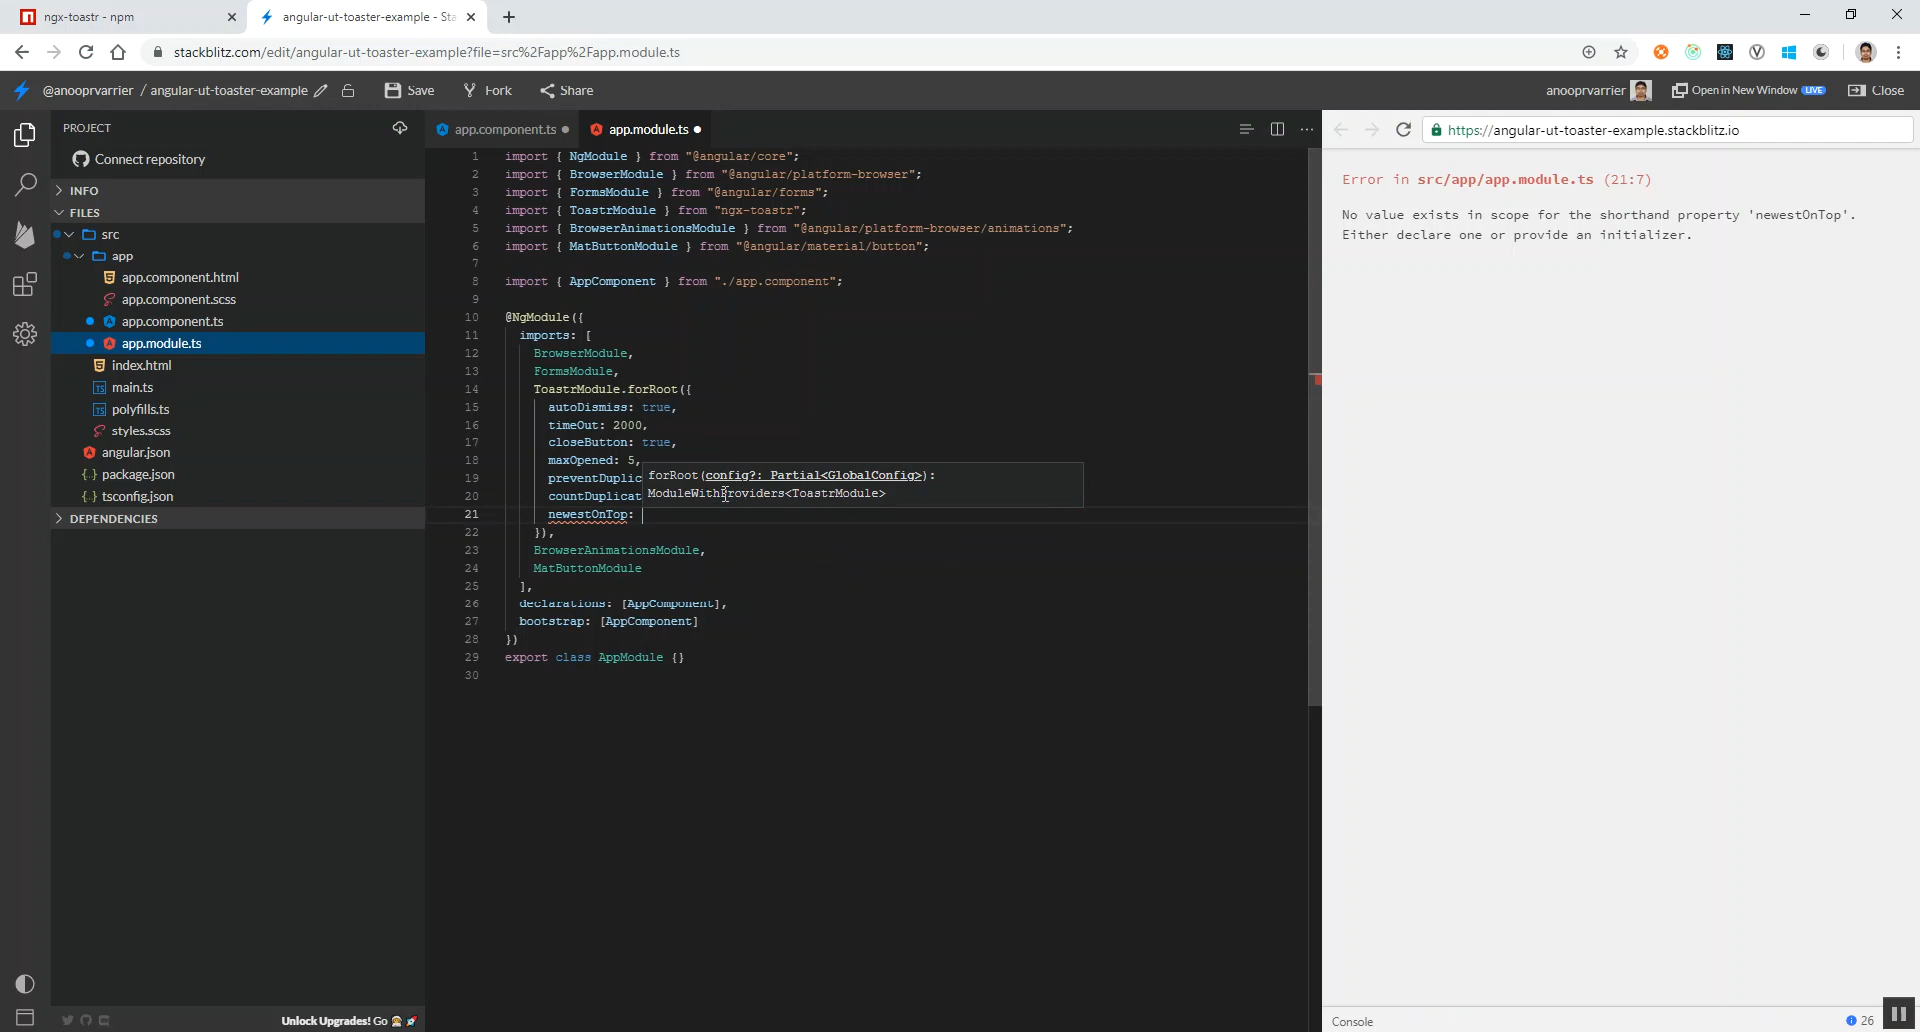 ngx-toastr - npm
angular-ut-toaster-example - Sta
stackblitz.com/edit/angular-ut-toaster-example?file=src%2Fapp%2Fapp.module.ts
@anooprvarrier / angular-ut-toaster-example
Save
Fork
Share
anooprvarrier
Open in New Window LIVE
Close
PROJECT
Connect repository
INFO
FILES
src
app
app.component.html
app.component.scss
app.component.ts
app.module.ts
index.html
main.ts
polyfills.ts
styles.scss
angular.json
package.json
tsconfig.json
DEPENDENCIES
Unlock Upgrades! Go
app.component.ts
app.module.ts
1 import { NgModule } from "@angular/core";
2 import { BrowserModule } from "@angular/platform-browser";
3 import { FormsModule } from "@angular/forms";
4 import { ToastrModule } from "ngx-toastr";
5 import { BrowserAnimationsModule } from "@angular/platform-browser/animations";
6 import { MatButtonModule } from "@angular/material/button";
7
8 import { AppComponent } from "./app.component";
9
10 @NgModule({
11 imports: [
12 BrowserModule,
13 FormsModule,
14 ToastrModule.forRoot({
15 autoDismiss: true,
16 timeOut: 2000,
17 closeButton: true,
18 maxOpened: 5,
19 preventDuplic
20 countDuplicat
21 newestOnTop:
22 }),
23 BrowserAnimationsModule,
24 MatButtonModule
25 ],
26 declarations: [AppComponent],
27 bootstrap: [AppComponent]
28 })
29 export class AppModule {}
30
forRoot(config?: Partial<GlobalConfig>):
ModuleWithProviders<ToastrModule>
https://angular-ut-toaster-example.stackblitz.io
Error in src/app/app.module.ts (21:7)
No value exists in scope for the shorthand property 'newestOnTop'.
Either declare one or provide an initializer.
Console
26